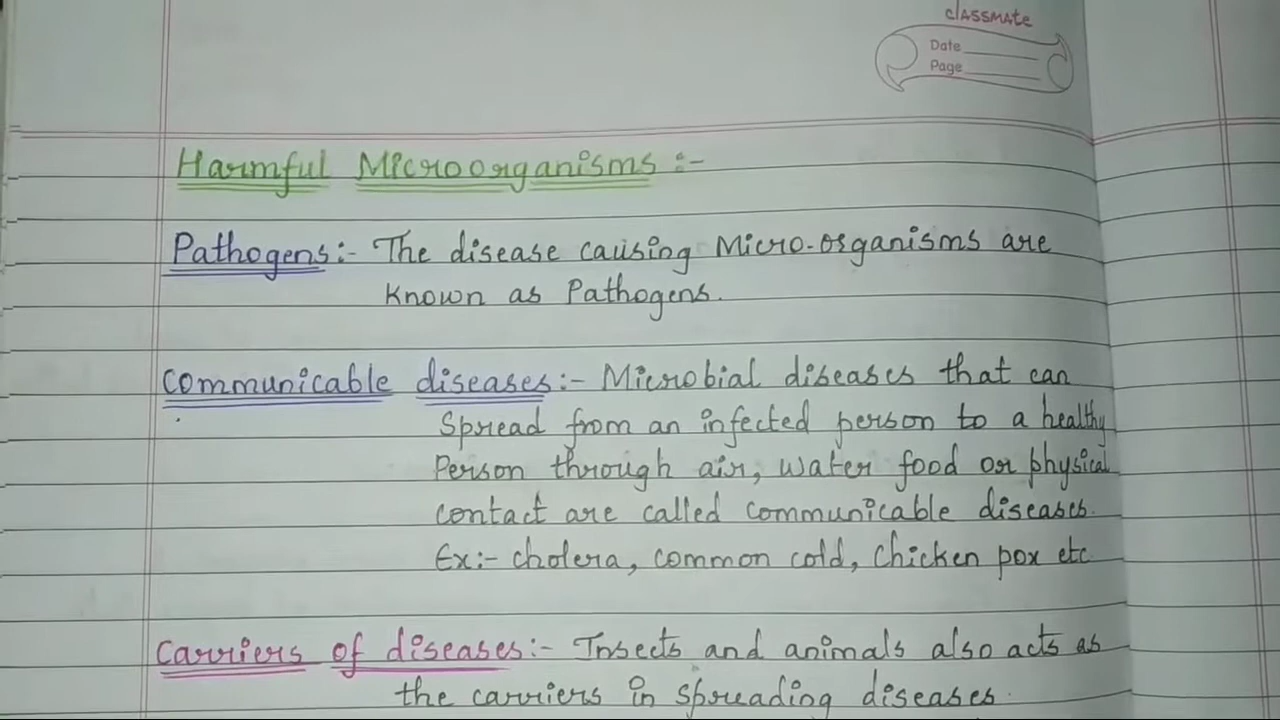 classmate
Date
Page
Harmful Microorganisms :-
Pathogens:- The disease causing Micro-organisms are
known as Pathogens.
Communicable diseases:- Microbial diseases that can
Spread from an infected person to a healthy
Person through air, water food or physical
contact are called communicable diseases.
Ex:- cholera, common cold, chicken pox etc
Carriers of diseases:- Insects and animals also acts as
the carriers in spreading diseases.